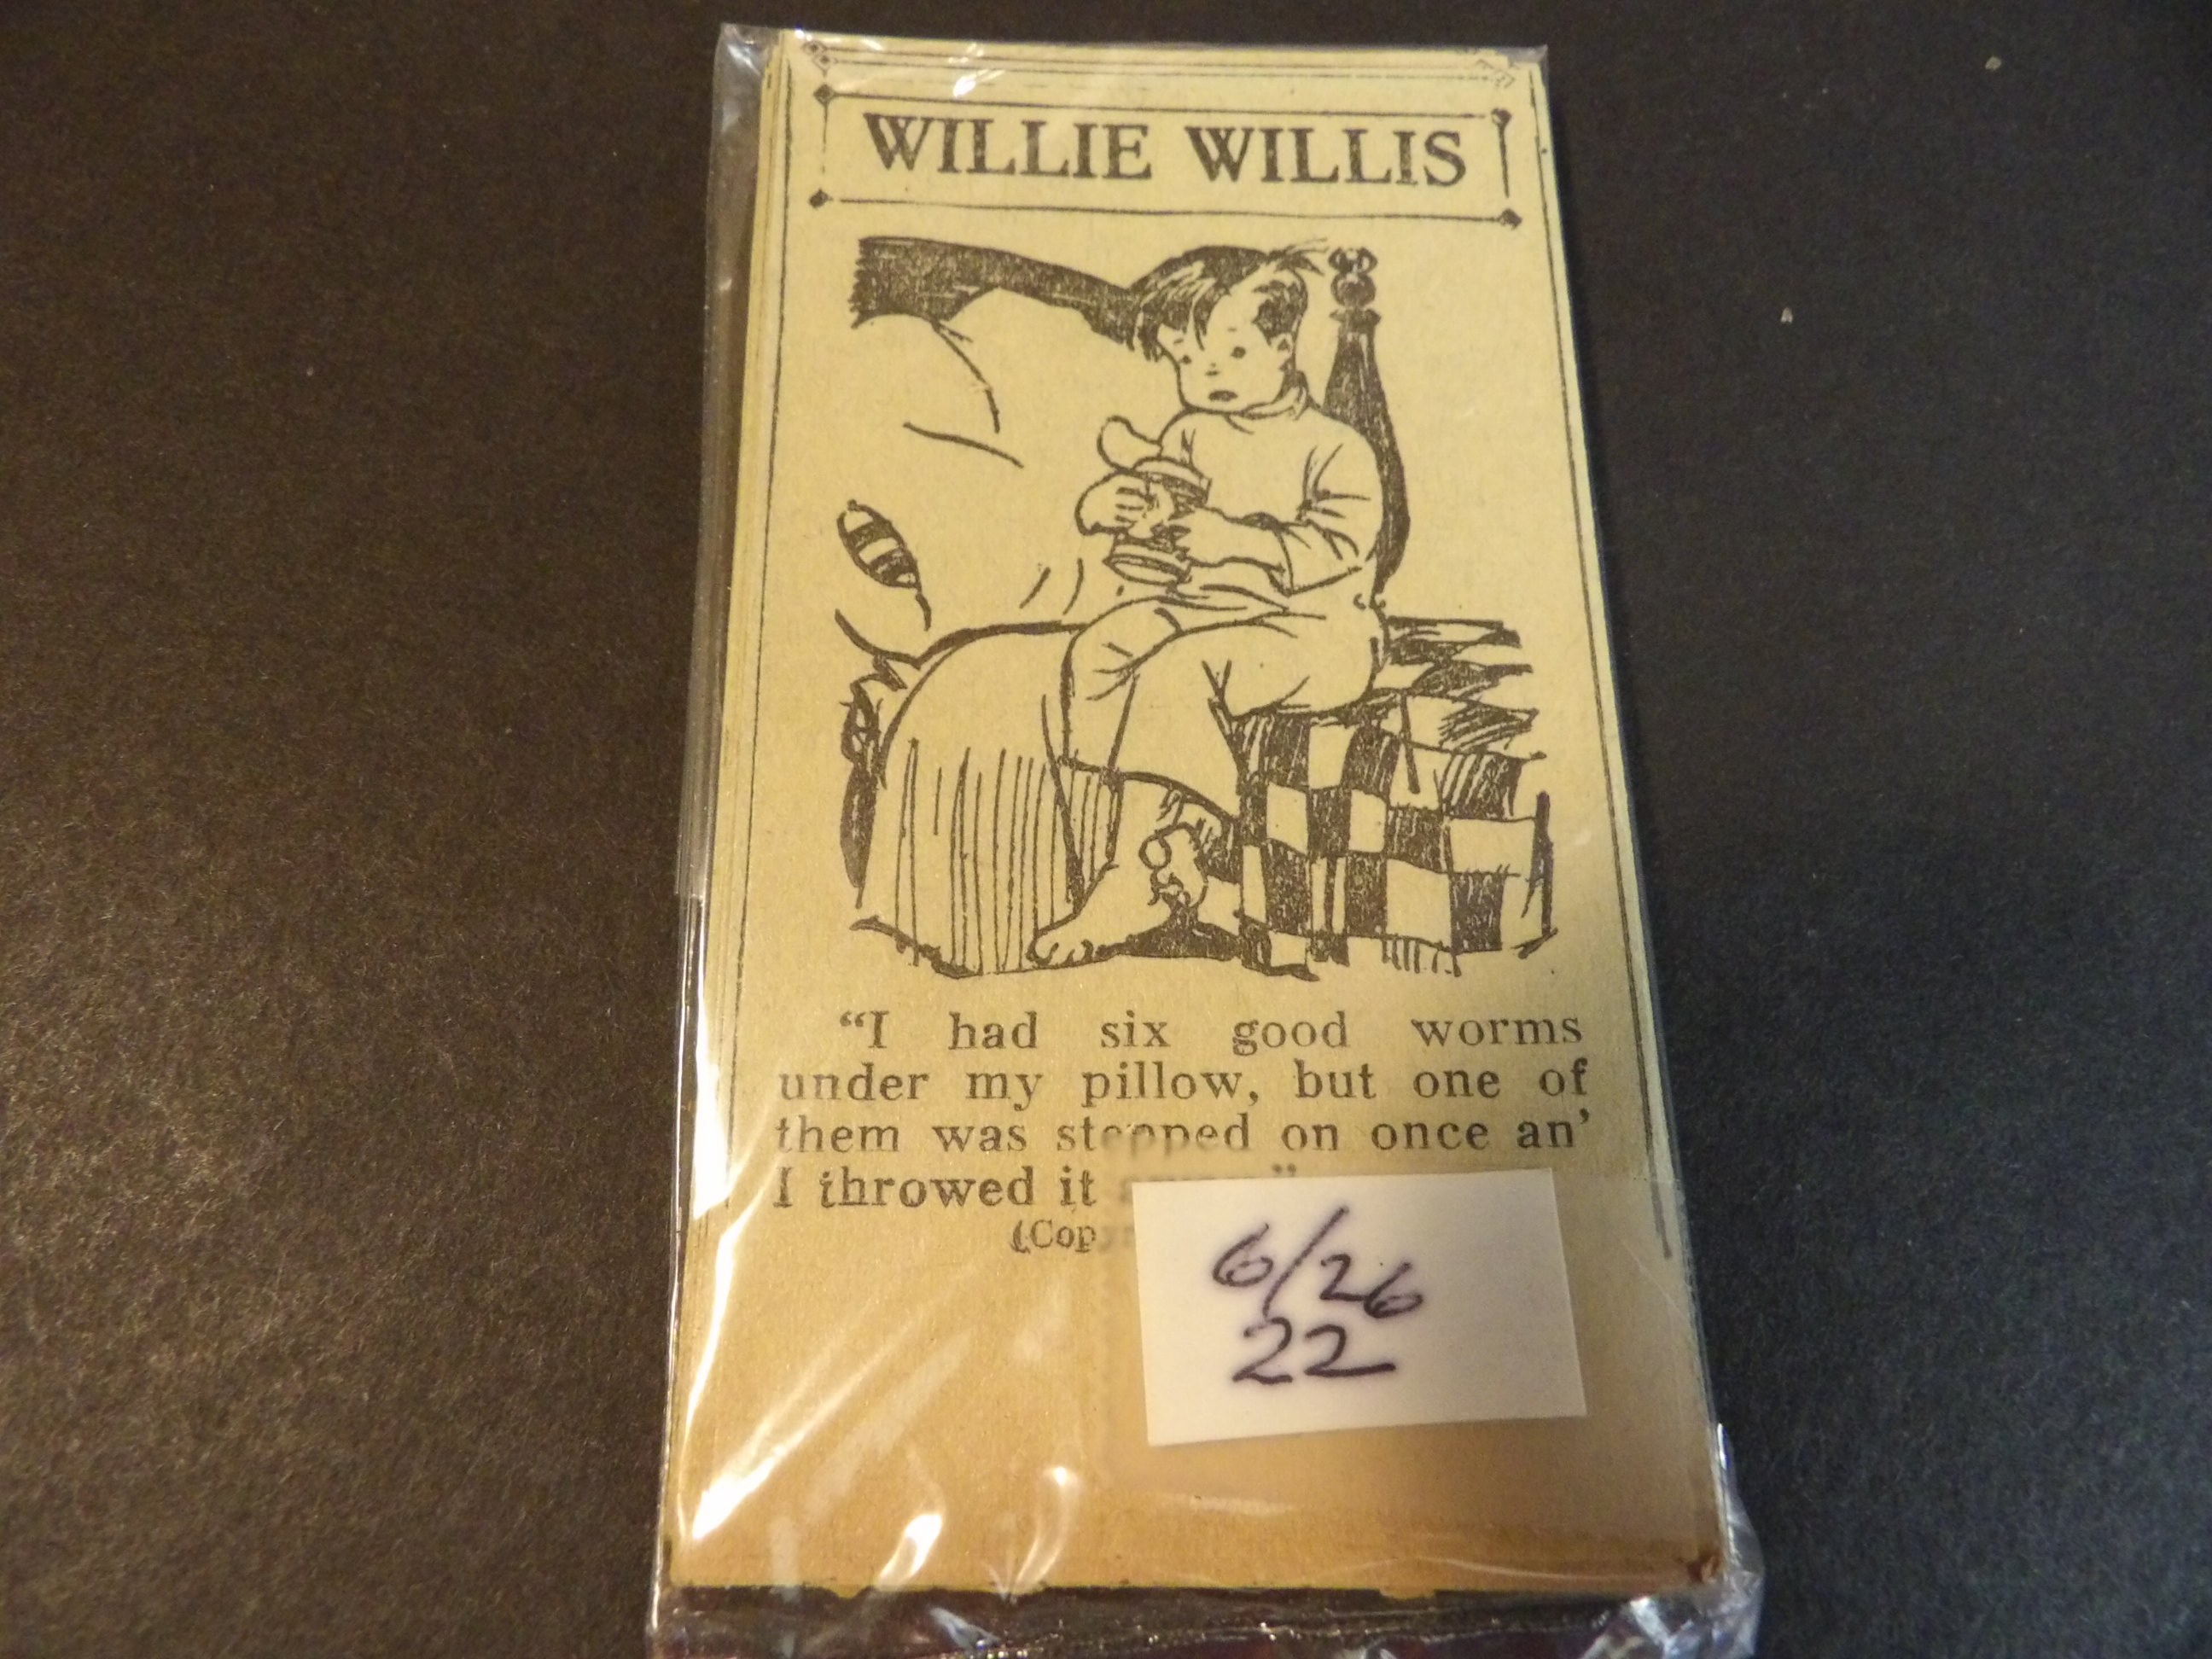 WILLIE WILLIS
"I had six good worms
under my pillow, but one of
them was stepped on once an'
I throwed it
6/26
22